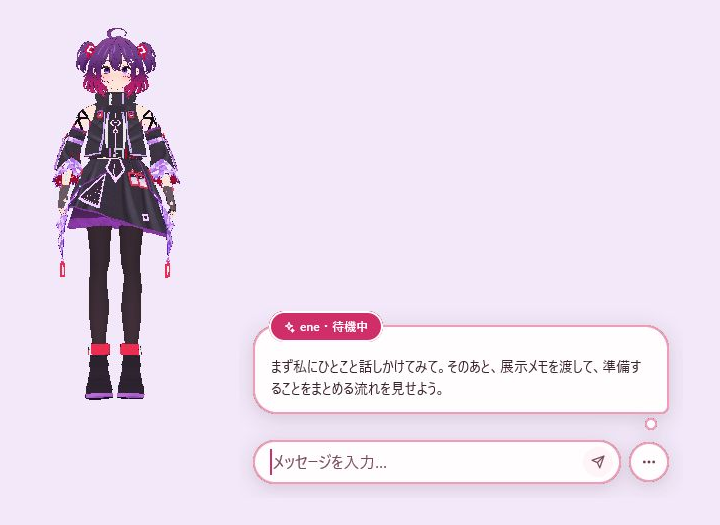 ene・待機中
まず私にひとこと話しかけてみて。そのあと、展示メモを渡して、準備す
ることをまとめる流れを見せよう。
メッセージを入力...